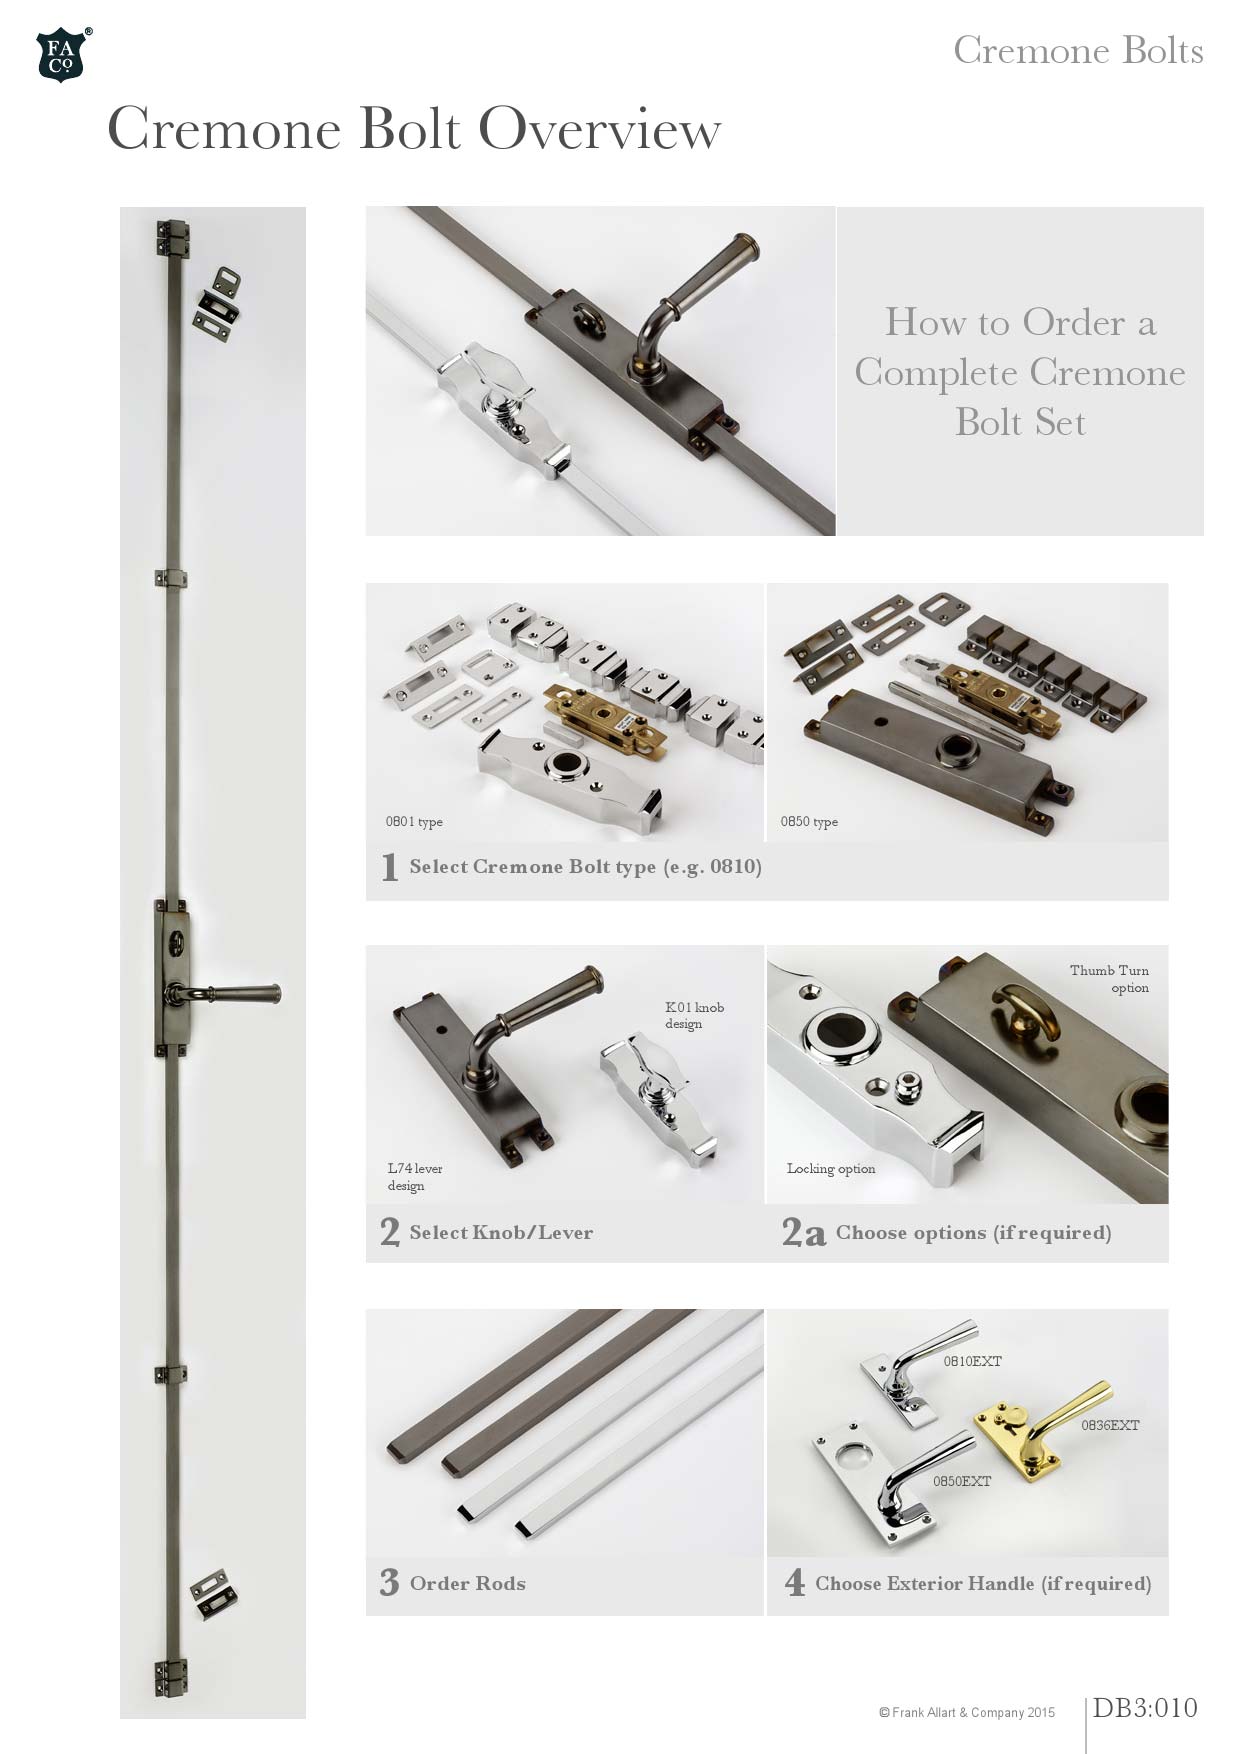 FA
Co.
®
Cremone Bolts
Cremone Bolt Overview
How to Order a
Complete Cremone
Bolt Set
0801 type
0850 type
1 Select Cremone Bolt type (e.g. 0810)
K01 knob
design
L74 lever
design
Thumb Turn
option
Locking option
2 Select Knob/Lever
2a Choose options (if required)
0810EXT
0836EXT
0850EXT
3 Order Rods
4 Choose Exterior Handle (if required)
© Frank Allart & Company 2015
DB3:010